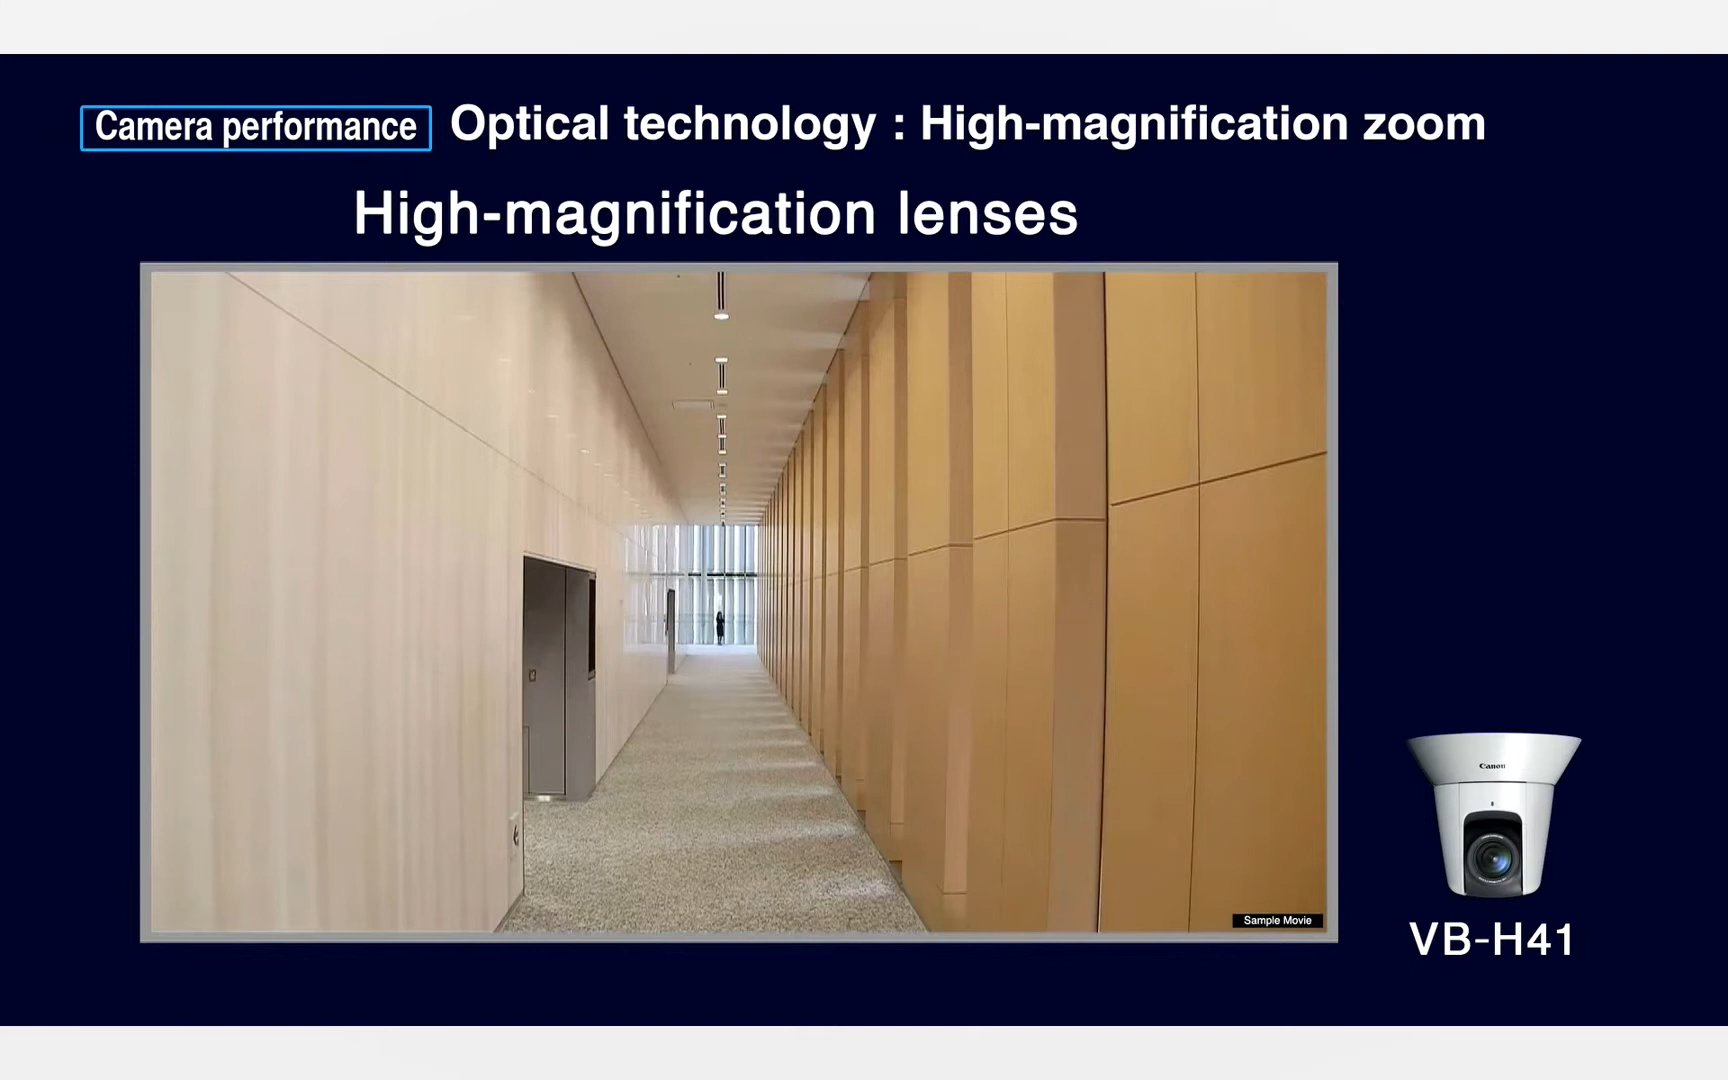 Camera performance Optical technology : High-magnification zoom
High-magnification lenses
Sample Movie
Canon
VB-H41